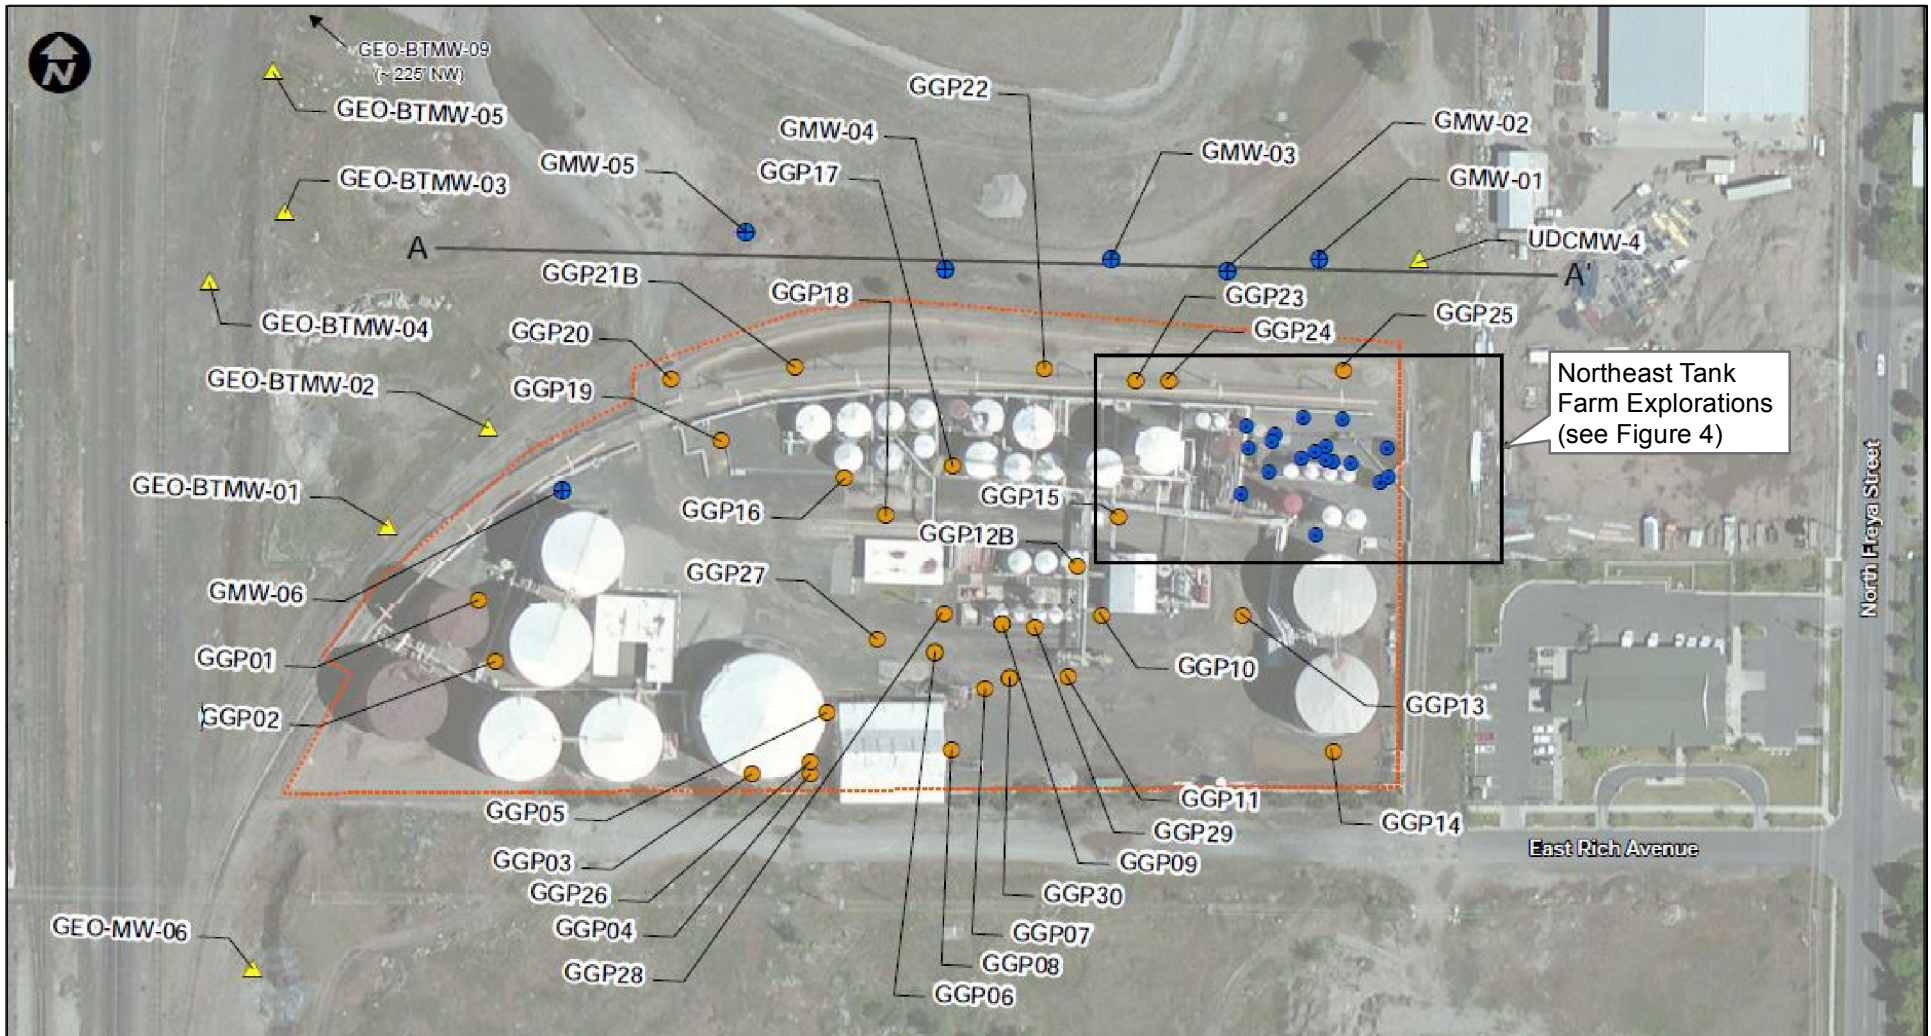 N
GEO-BTMW-09
(~ 225' NW)
GEO-BTMW-05
GGP22
GMW-04
GMW-02
GMW-05
GGP17
GMW-03
GEO-BTMW-03
GMW-01
A
UDCMW-4
GGP21B
A'
GGP18
GGP23
GEO-BTMW-04
GGP20
GGP24
GGP25
GEO-BTMW-02
GGP19
Northeast Tank
Farm Explorations
(see Figure 4)
GEO-BTMW-01
GGP16
GGP15
GGP12B
North Freya Street
GMW-06
GGP27
GGP01
GGP10
GGP02
GGP13
GGP05
GGP11
GGP14
GGP29
GGP03
GGP09
East Rich Avenue
GGP26
GGP30
GEO-MW-06
GGP04
GGP07
GGP28
GGP08
GGP06